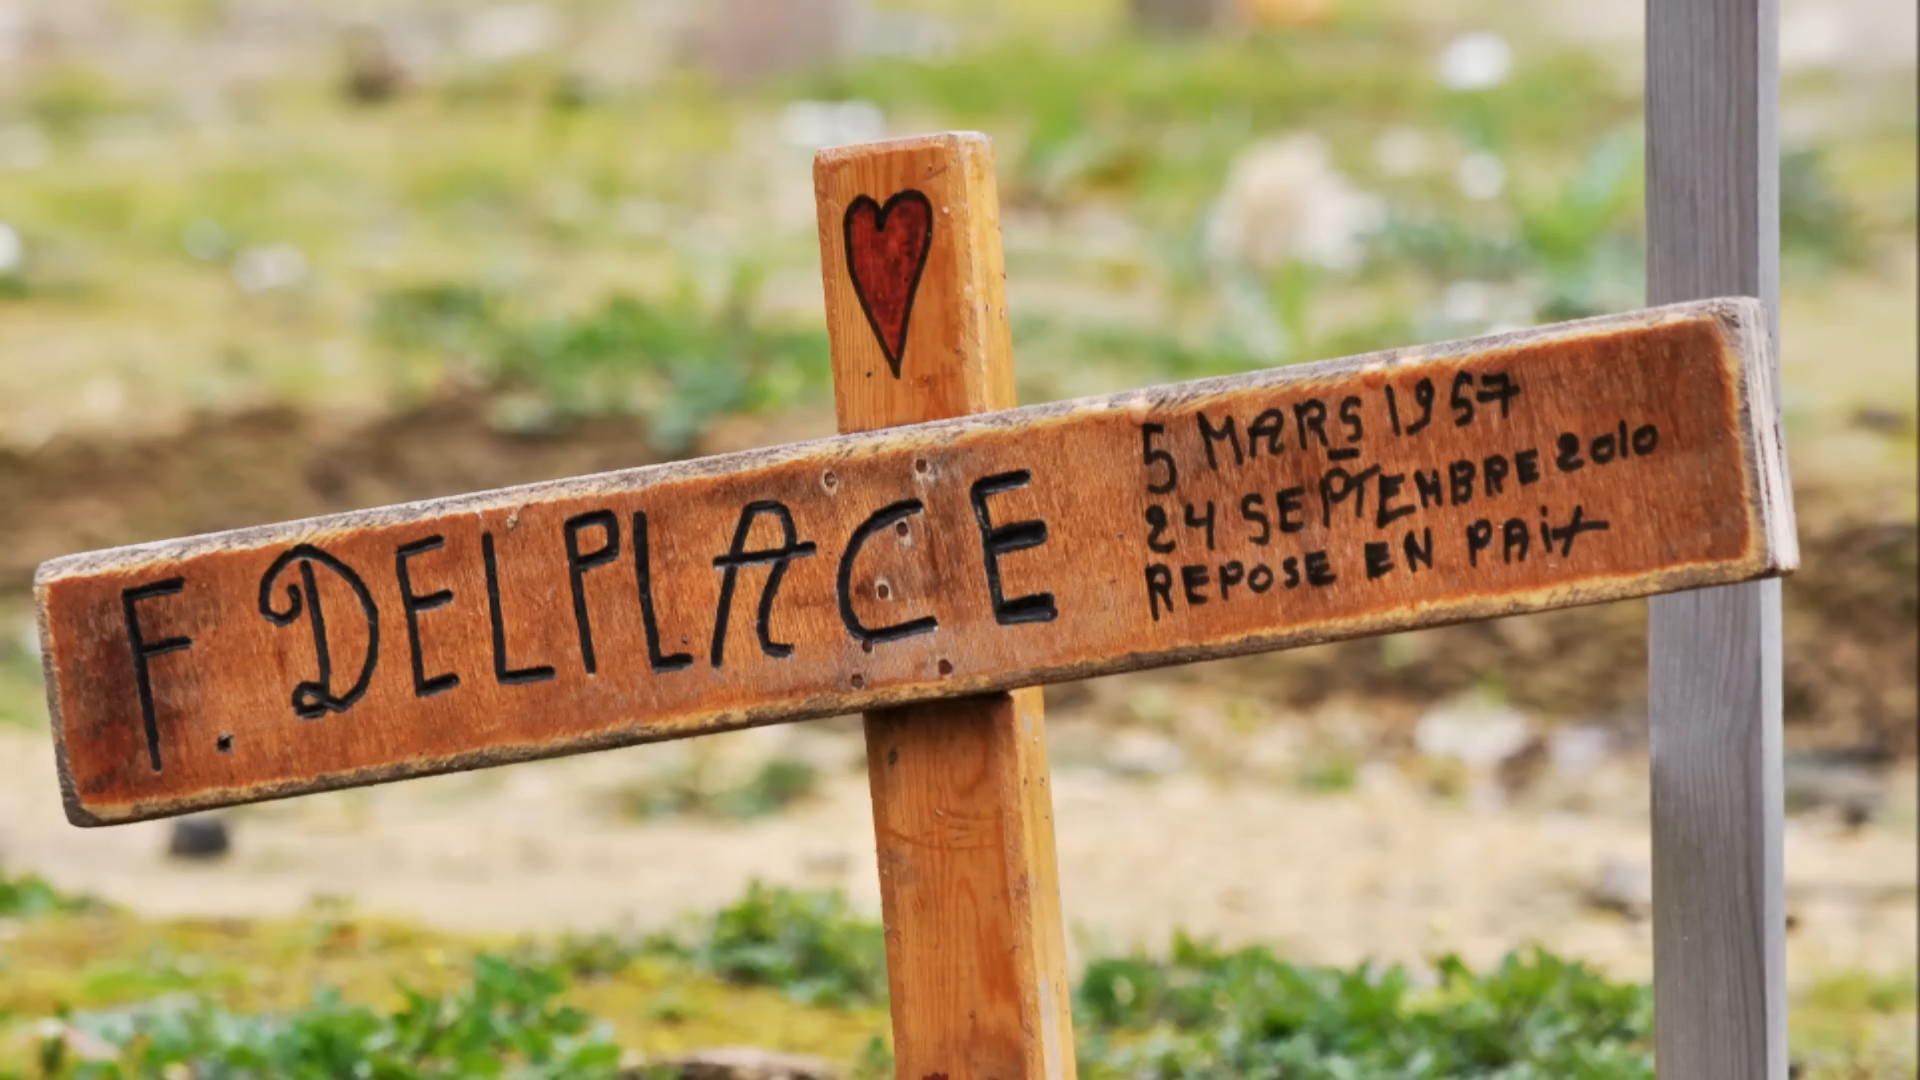 F. DELPLACE
5 MARS 1957
24 SEPTEMBRE 2010
REPOSE EN PAix